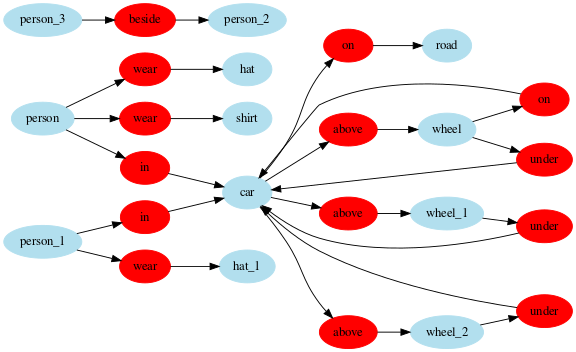 person_3
beside
person_2
on
road
wear
hat
on
person
wear
shirt
above
wheel
in
under
car
in
above
wheel_1
person_1
under
wear
hat_1
under
above
wheel_2